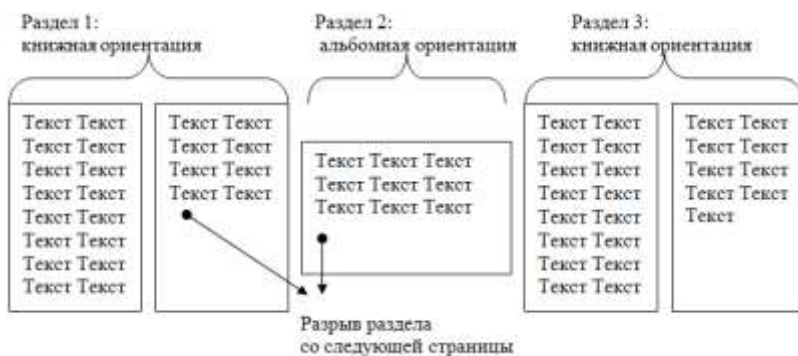 Раздел 1:
книжная ориентация
Раздел 2:
альбомная ориентация
Раздел 3:
книжная ориентация
Текст Текст
Текст Текст
Текст Текст
Текст Текст
Текст Текст
Текст Текст
Текст Текст
Текст Текст
Текст Текст
Текст Текст
Текст Текст
Текст Текст
Текст Текст Текст
Текст Текст Текст
Текст Текст Текст
Текст Текст
Текст Текст
Текст Текст
Текст Текст
Текст Текст
Текст Текст
Текст Текст
Текст Текст
Текст Текст
Текст Текст
Текст Текст
Текст Текст
Текст
Разрыв раздела
со следующей страницы